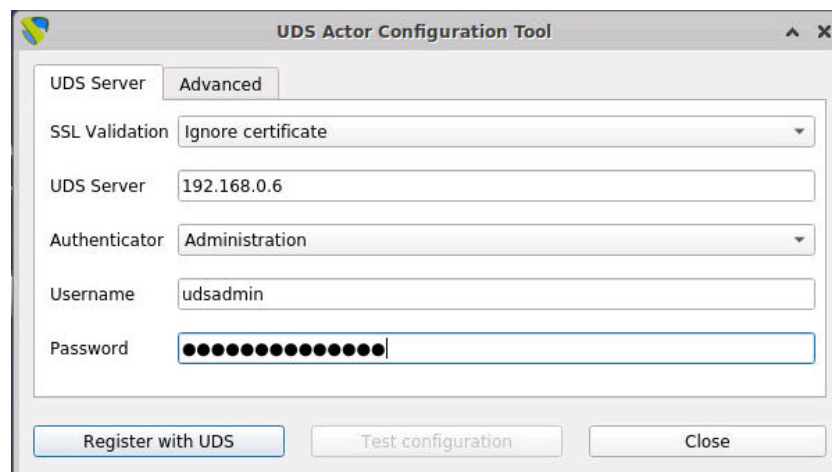 UDS Actor Configuration Tool
UDS Server Advanced
SSL Validation Ignore certificate
UDS Server 192.168.0.6
Authenticator Administration
Username udsadmin
Password ●●●●●●●●●●●●●●
Register with UDS Test configuration Close